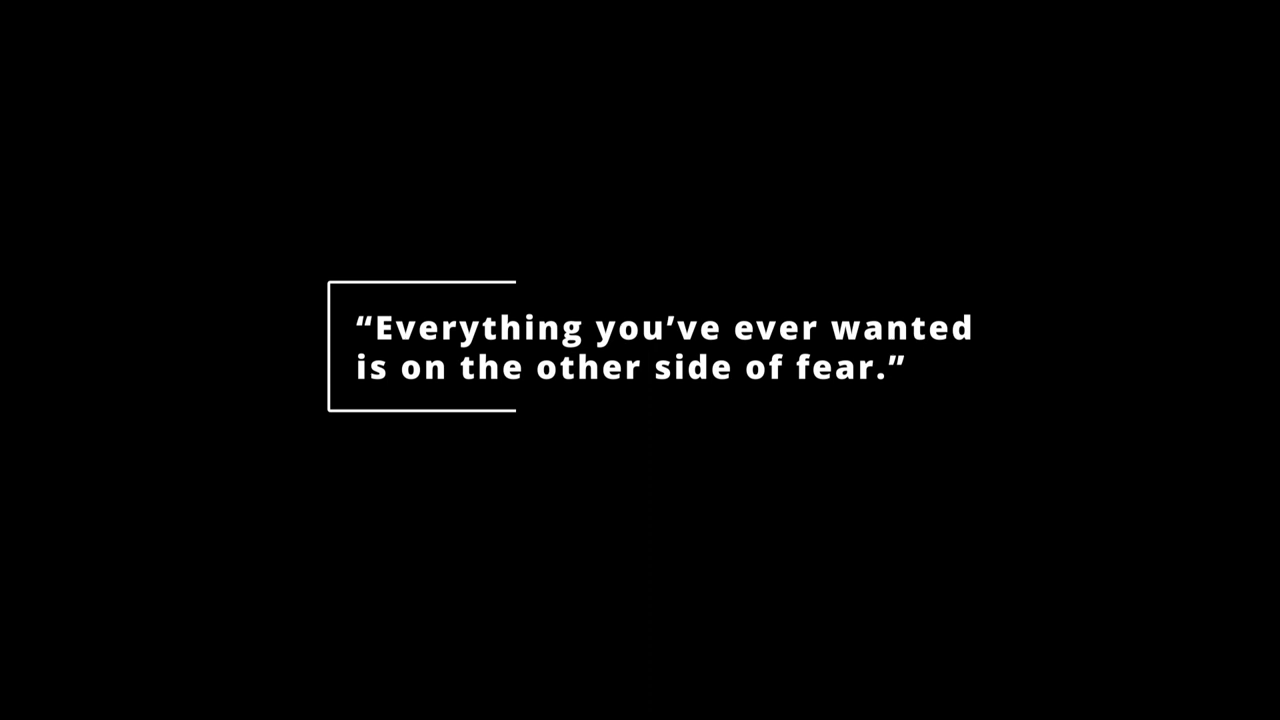 “Everything you’ve ever wanted
is on the other side of fear.”